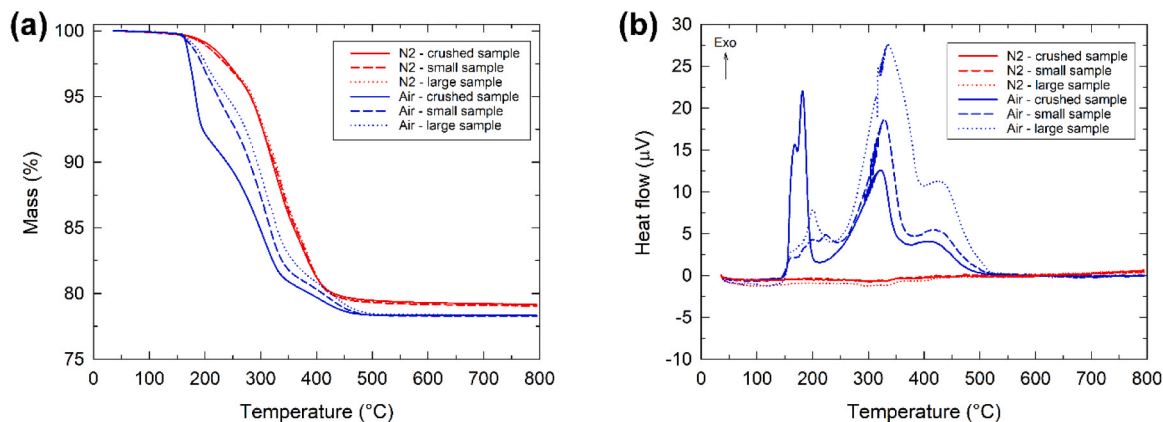 (a)
100
95
90
85
80
75
Mass (%)
N2 - crushed sample
N2 - small sample
N2 - large sample
Air - crushed sample
Air - small sample
Air - large sample
0 100 200 300 400 500 600 700 800
Temperature (°C)
(b)
30
25
20
15
10
5
0
-5
-10
Heat flow (μV)
Exo
N2 - crushed sample
N2 - small sample
N2 - large sample
Air - crushed sample
Air - small sample
Air - large sample
0 100 200 300 400 500 600 700 800
Temperature (°C)